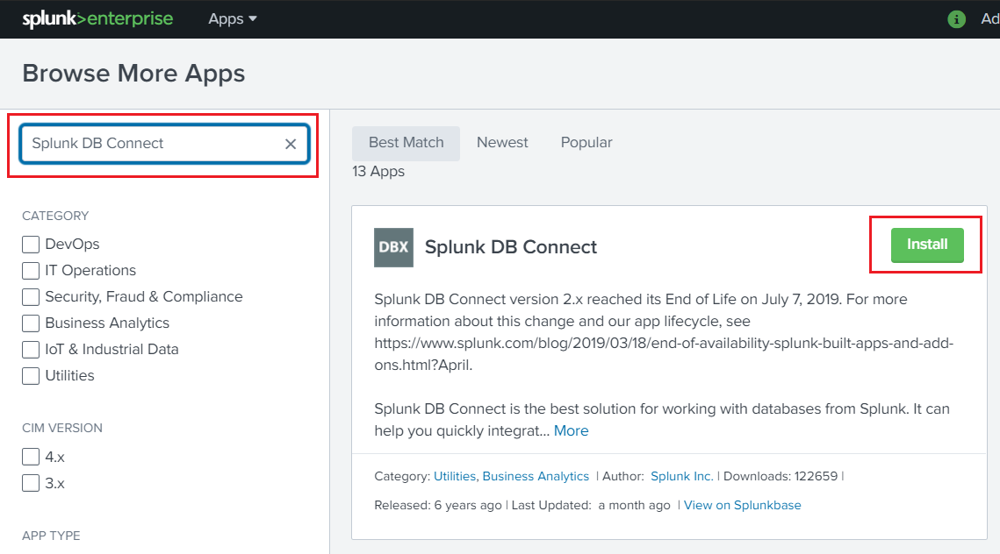 splunk>enterprise Apps i Ad
Browse More Apps
Splunk DB Connect
CATEGORY
DevOps
IT Operations
Security, Fraud & Compliance
Business Analytics
IoT & Industrial Data
Utilities
CIM VERSION
4.x
3.x
APP TYPE
Best Match Newest Popular
13 Apps
DBX Splunk DB Connect Install
Splunk DB Connect version 2.x reached its End of Life on July 7, 2019. For more
information about this change and our app lifecycle, see
https://www.splunk.com/blog/2019/03/18/end-of-availability-splunk-built-apps-and-add-
ons.html?April.
Splunk DB Connect is the best solution for working with databases from Splunk. It can
help you quickly integrat... More
Category: Utilities, Business Analytics | Author: Splunk Inc. | Downloads: 122659 |
Released: 6 years ago | Last Updated: a month ago | View on Splunkbase